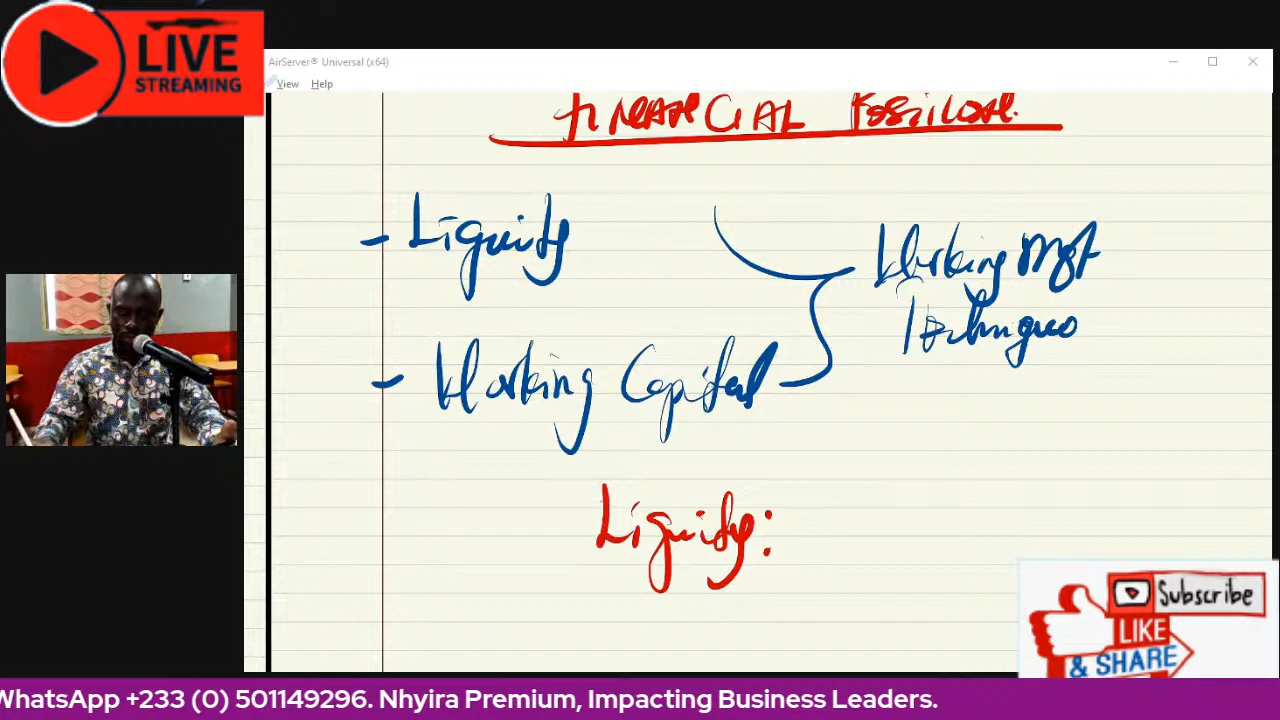 LIVE
STREAMING
AirServer® Universal (x64)
View Help
FINANCIAL POSITION.
- Liquidity
Working Mgt
Techniques
- Working Capital
Liquidity:
Subscribe
LIKE
& SHARE
WhatsApp +233 (0) 501149296. Nhyira Premium, Impacting Business Leaders.